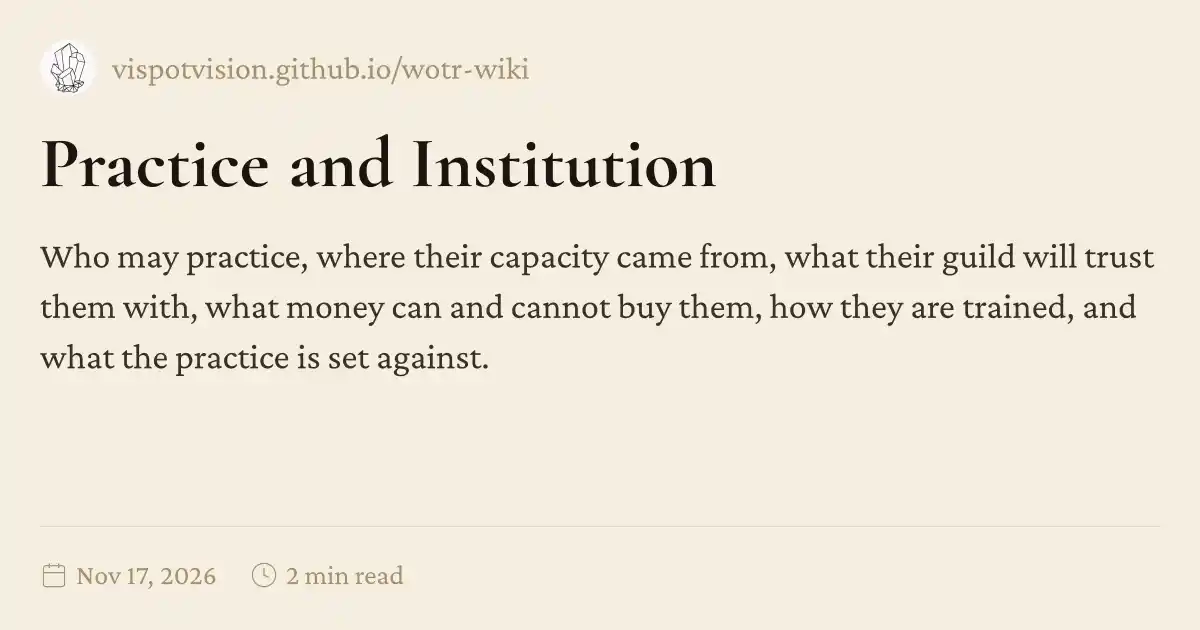 vispotvision.github.io/wotr-wiki
Practice and Institution
Who may practice, where their capacity came from, what their guild will trust
them with, what money can and cannot buy them, how they are trained, and
what the practice is set against.
Nov 17, 2026
2 min read